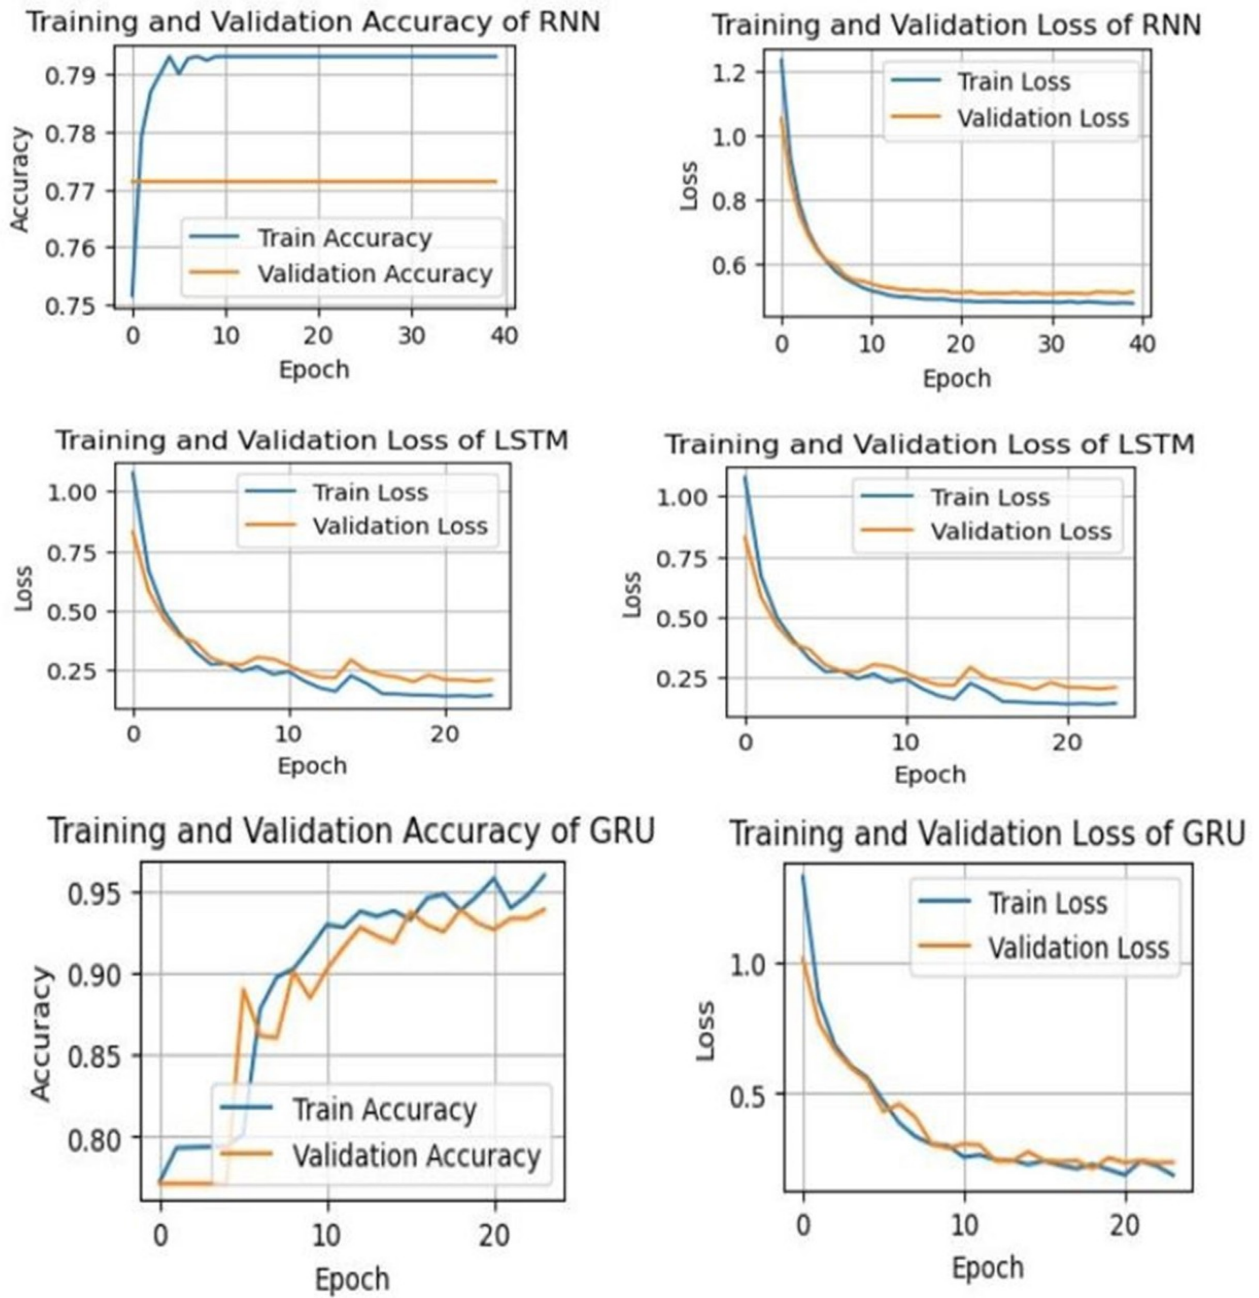 Training and Validation Accuracy of RNN
Accuracy
0.79
0.78
0.77
0.76
0.75
Train Accuracy
Validation Accuracy
0 10 20 30 40
Epoch
Training and Validation Loss of RNN
Loss
1.2
1.0
0.8
0.6
Train Loss
Validation Loss
0 10 20 30 40
Epoch
Training and Validation Loss of LSTM
Loss
1.00
0.75
0.50
0.25
Train Loss
Validation Loss
0 10 20
Epoch
Training and Validation Loss of LSTM
Loss
1.00
0.75
0.50
0.25
Train Loss
Validation Loss
0 10 20
Epoch
Training and Validation Accuracy of GRU
Accuracy
0.95
0.90
0.85
0.80
Train Accuracy
Validation Accuracy
0 10 20
Epoch
Training and Validation Loss of GRU
Loss
1.0
0.5
Train Loss
Validation Loss
0 10 20
Epoch